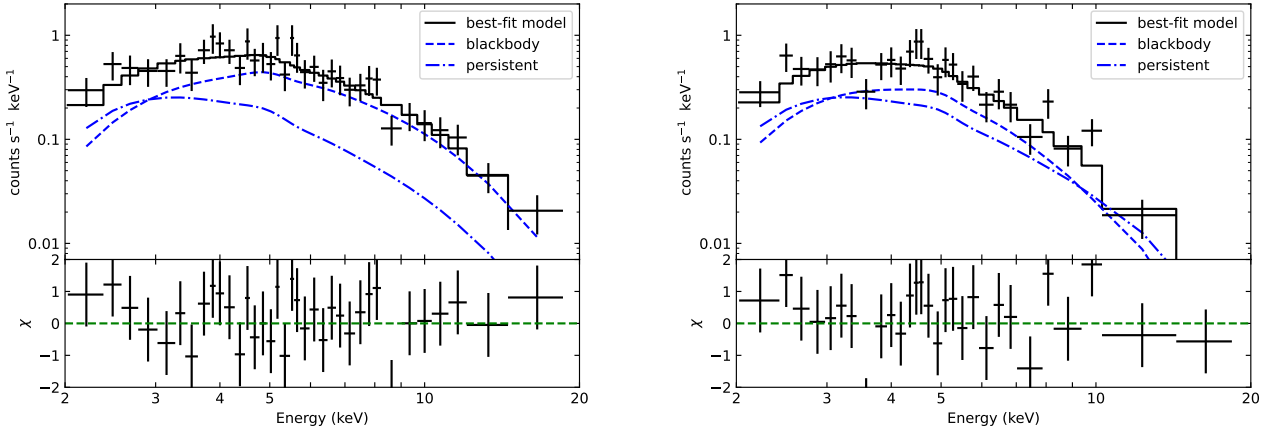 best-fit model
blackbody
persistent
counts s⁻¹ keV⁻¹
1
0.1
0.01
χ
2
1
0
−1
−2
2 3 4 5 10 20
Energy (keV)
best-fit model
blackbody
persistent
counts s⁻¹ keV⁻¹
1
0.1
0.01
χ
2
1
0
−1
−2
2 3 4 5 10 20
Energy (keV)